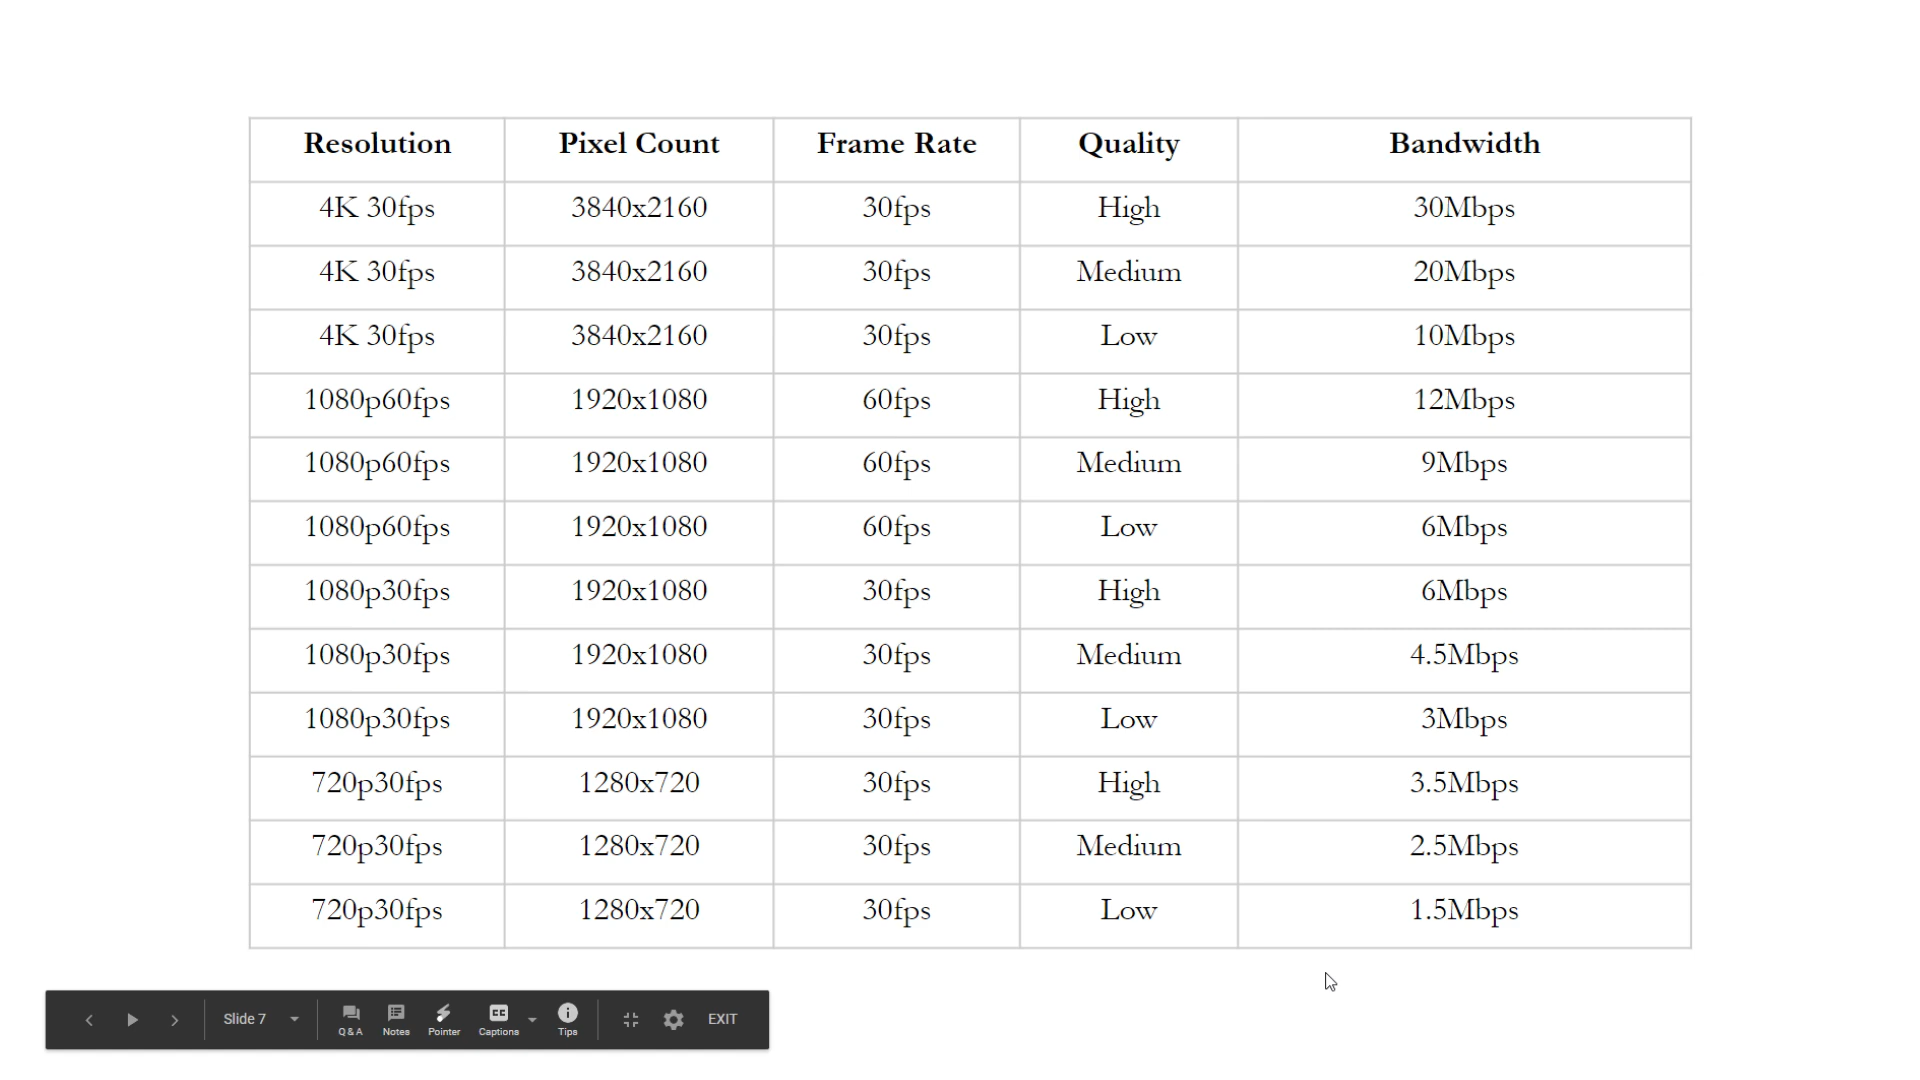 Resolution Pixel Count Frame Rate Quality Bandwidth
4K 30fps 3840x2160 30fps High 30Mbps
4K 30fps 3840x2160 30fps Medium 20Mbps
4K 30fps 3840x2160 30fps Low 10Mbps
1080p60fps 1920x1080 60fps High 12Mbps
1080p60fps 1920x1080 60fps Medium 9Mbps
1080p60fps 1920x1080 60fps Low 6Mbps
1080p30fps 1920x1080 30fps High 6Mbps
1080p30fps 1920x1080 30fps Medium 4.5Mbps
1080p30fps 1920x1080 30fps Low 3Mbps
720p30fps 1280x720 30fps High 3.5Mbps
720p30fps 1280x720 30fps Medium 2.5Mbps
720p30fps 1280x720 30fps Low 1.5Mbps
Slide 7 Q&A Notes Pointer CC Captions i Tips EXIT